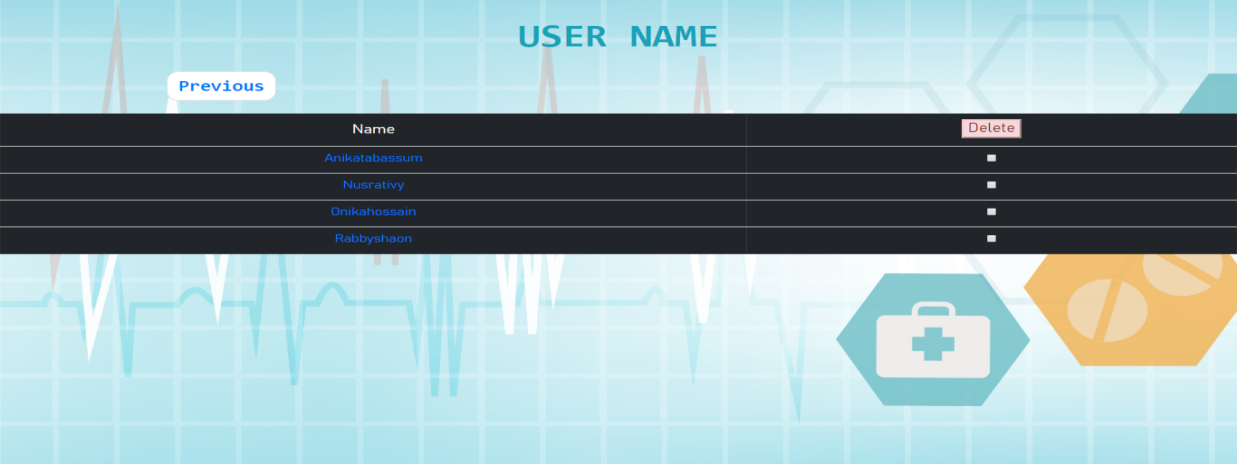 USER NAME
Previous
Name Delete
Anikatabassum
Nusrativy
Onikahossain
Rabbyshaon